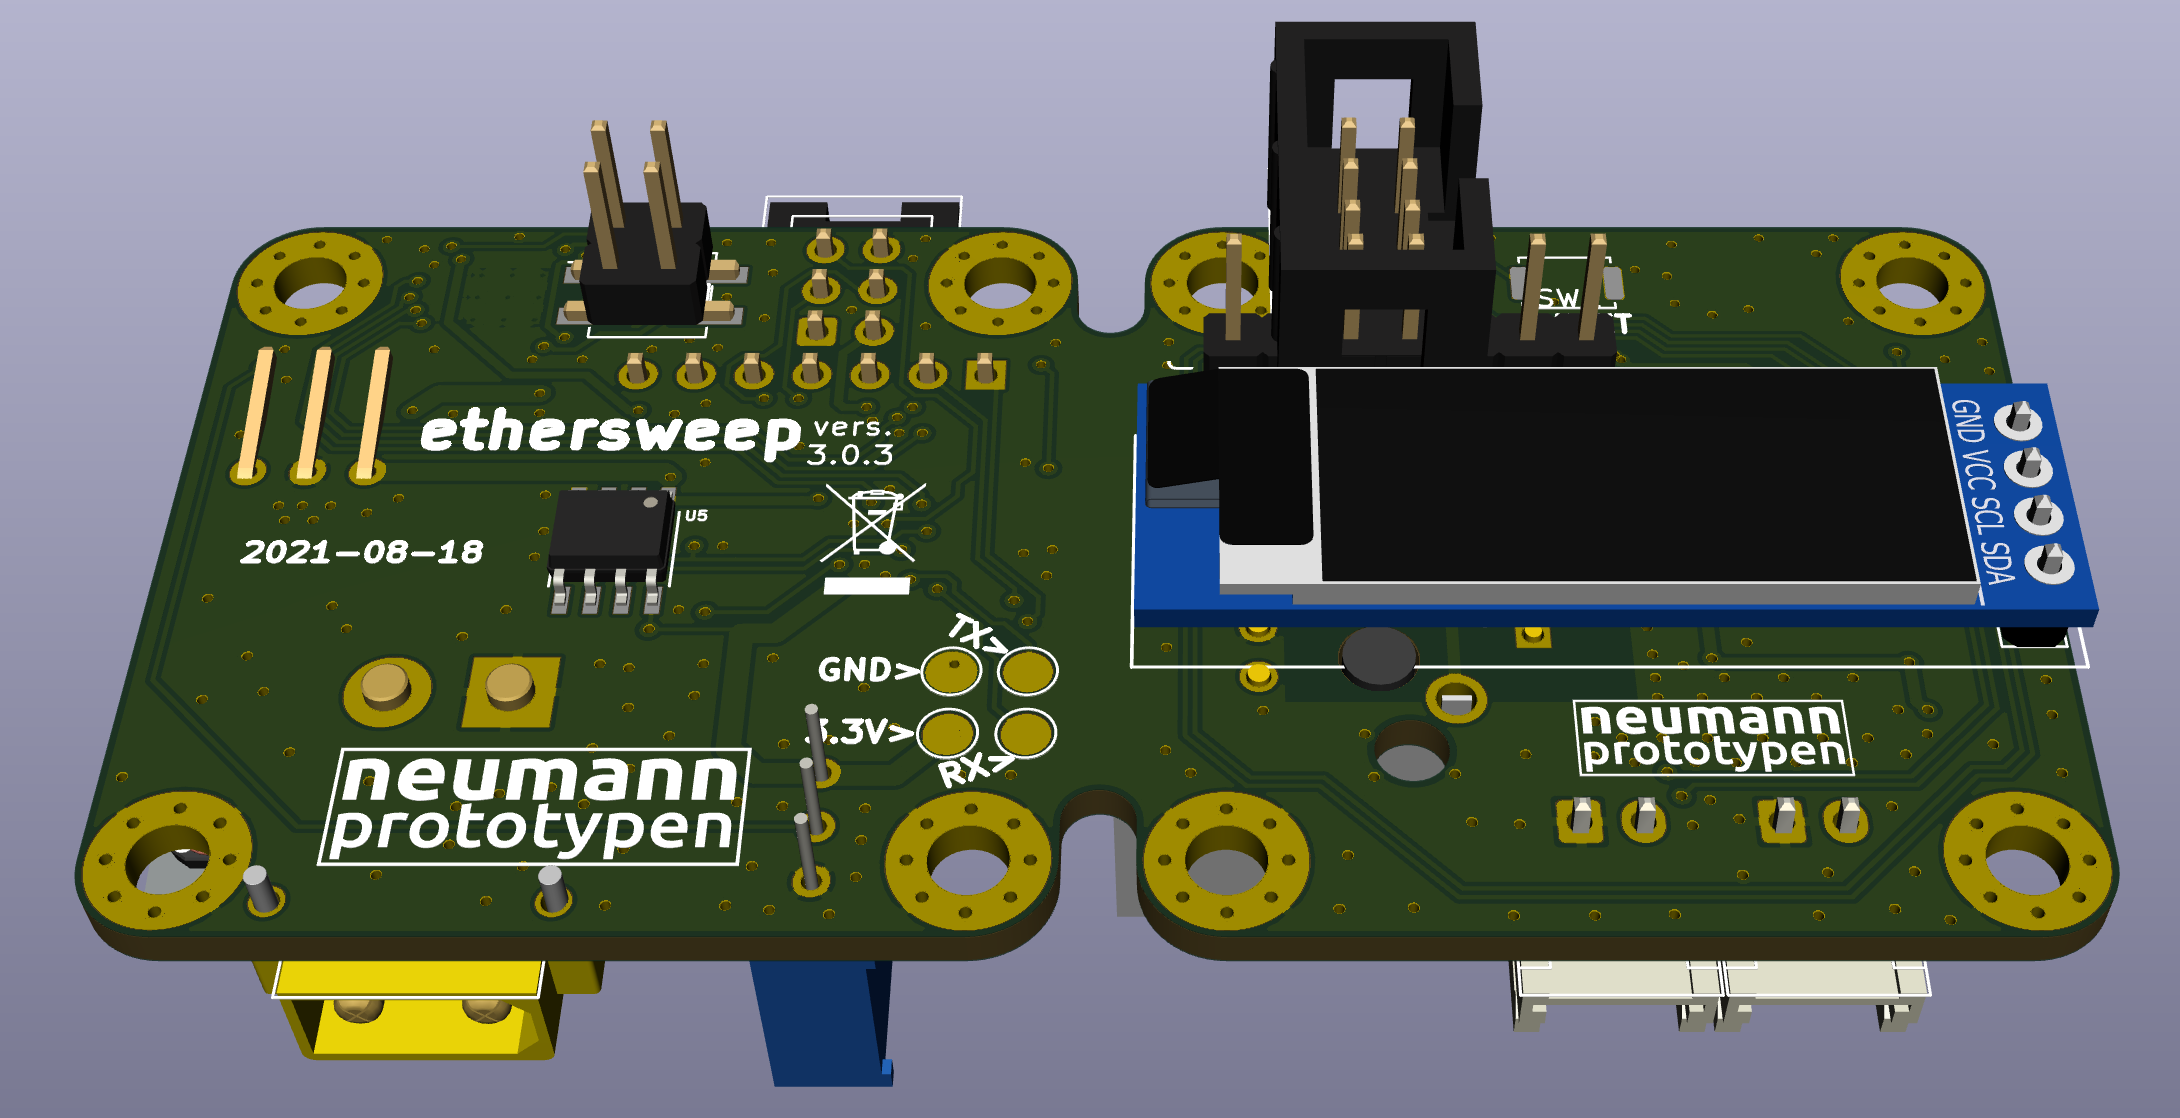 ethersweep vers.
3.0.3
U5
2021-08-18
TX>
GND>
3.3V>
RX>
neumann
prototypen
SW
GND VCC SCL SDA
neumann
prototypen